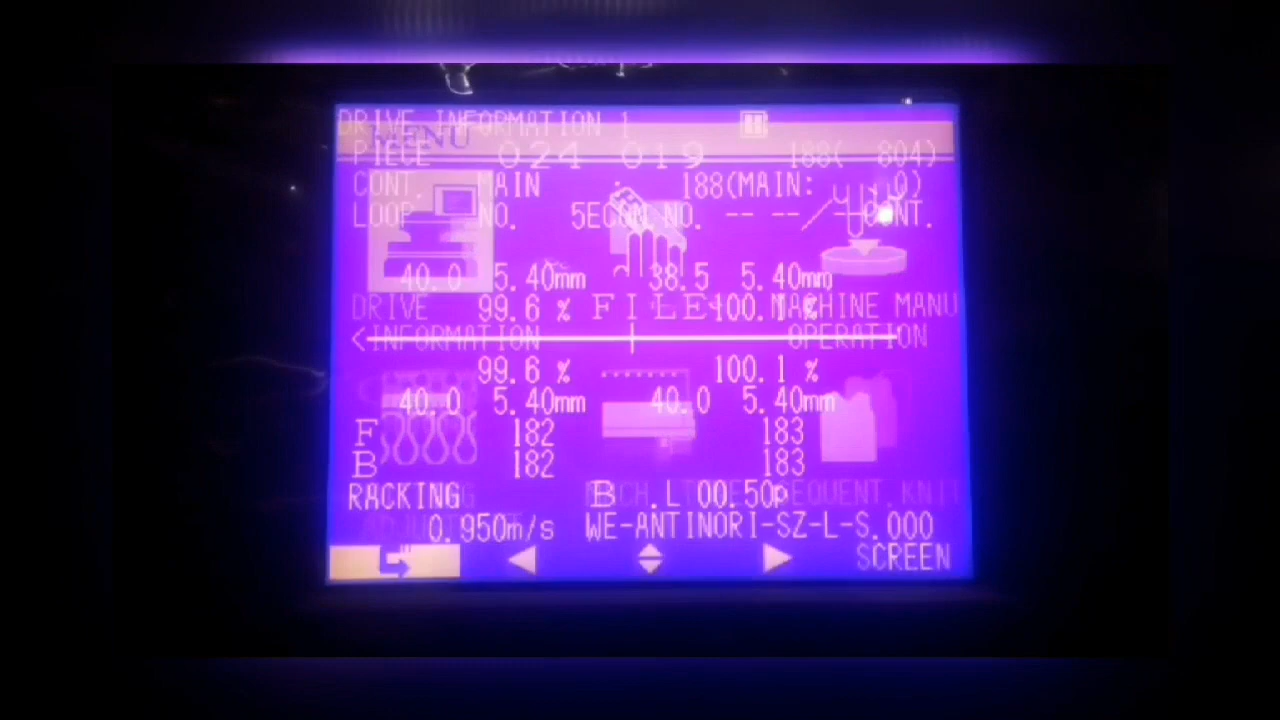 DRIVE INFORMATION 1
MENU
PIECE 024 019 188( 804)
CONT. MAIN 188(MAIN: 0)
LOOP NO. NO. -- -- / - CONT.
40.0 5.40mm 38.5 5.40mm
DRIVE 99.6 % FILE 100.1 % MACHINE MANU
<INFORMATION OPERATION
99.6 % 100.1 %
40.0 5.40mm 40.0 5.40mm
F 182 183
B 182 183
RACKING B .L 00.50p SEQUENT.KNIT
0.950m/s WE-ANTINORI-SZ-L-S.000
SCREEN